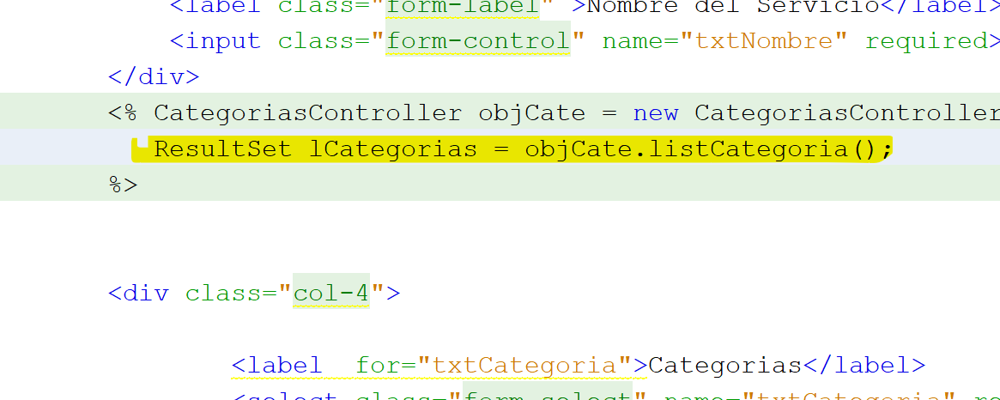 <label class="form-label" >Nombre del Servicio</label>
<input class="form-control" name="txtNombre" required>
</div>
<% CategoriasController objCate = new CategoriasController
ResultSet lCategorias = objCate.listCategoria();
%>
<div class="col-4">
<label  for="txtCategoria">Categorias</label>
<select class="form-select" name="txtCategoria" re